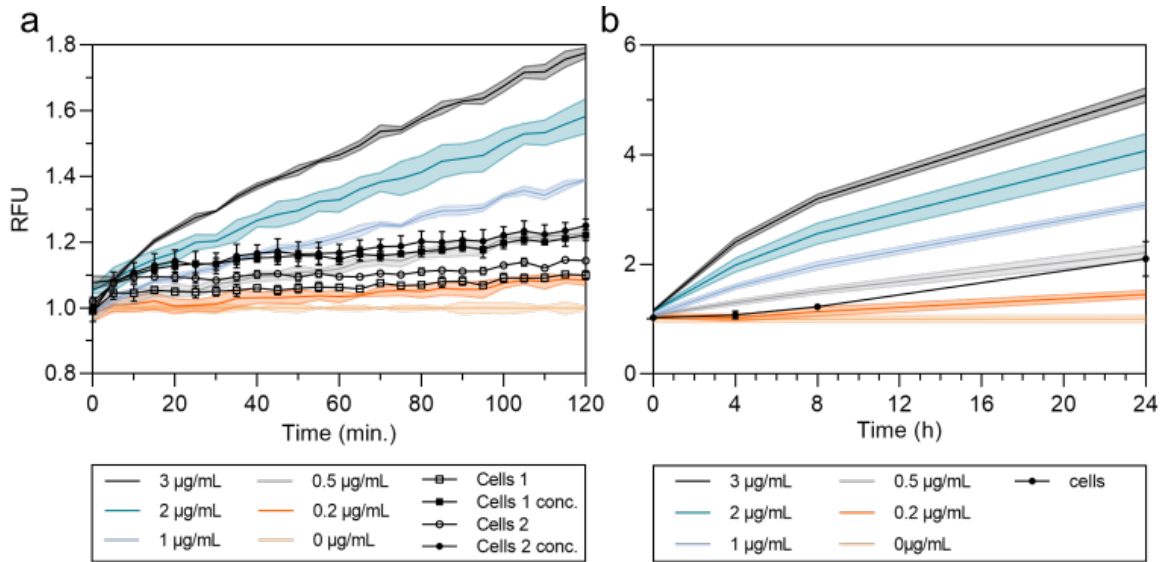 a
1.8
1.6
1.4
1.2
1.0
0.8
RFU
0 20 40 60 80 100 120
Time (min.)
3 µg/mL 0.5 µg/mL Cells 1
Cells 1 conc.
2 µg/mL 0.2 µg/mL Cells 2
1 µg/mL 0 µg/mL Cells 2 conc.
b
6
4
2
0
0 4 8 12 16 20 24
Time (h)
3 µg/mL 0.5 µg/mL cells
2 µg/mL 0.2 µg/mL
1 µg/mL 0µg/mL